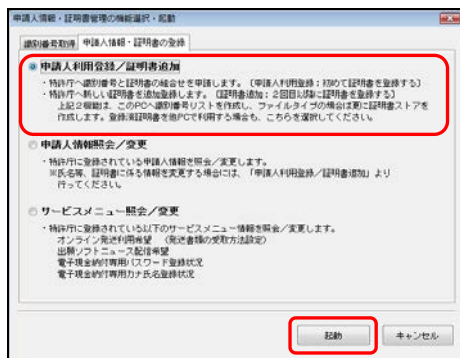 申請人情報・証明書管理の機能選択・起動
識別番号取得 申請人情報・証明書の登録
申請人利用登録／証明書追加
・特許庁へ識別番号と証明書の組合せを申請します。（申請人利用登録：初めて証明書を登録する）
・特許庁へ新しい証明書を追加登録します。（証明書追加：2回目以降に証明書を登録する）
上記2機能は、このPCへ識別番号リストを作成し、ファイルタイプの場合は更に証明書ストアを
作成します。登録済証明書を他PCで利用する場合も、こちらを選択してください。
申請人情報照会／変更
・特許庁に登録されている申請人情報を照会／変更します。
※氏名等、証明書に係る情報を変更する場合には、「申請人利用登録／証明書追加」より
行ってください。
サービスメニュー照会／変更
・特許庁に登録されている以下のサービスメニュー情報を照会／変更します。
オンライン発送利用希望 （発送書類の受取方法設定）
出願ソフトニュース配信希望
電子現金納付専用パスワード登録状況
電子現金納付専用カナ氏名登録状況
起動 キャンセル